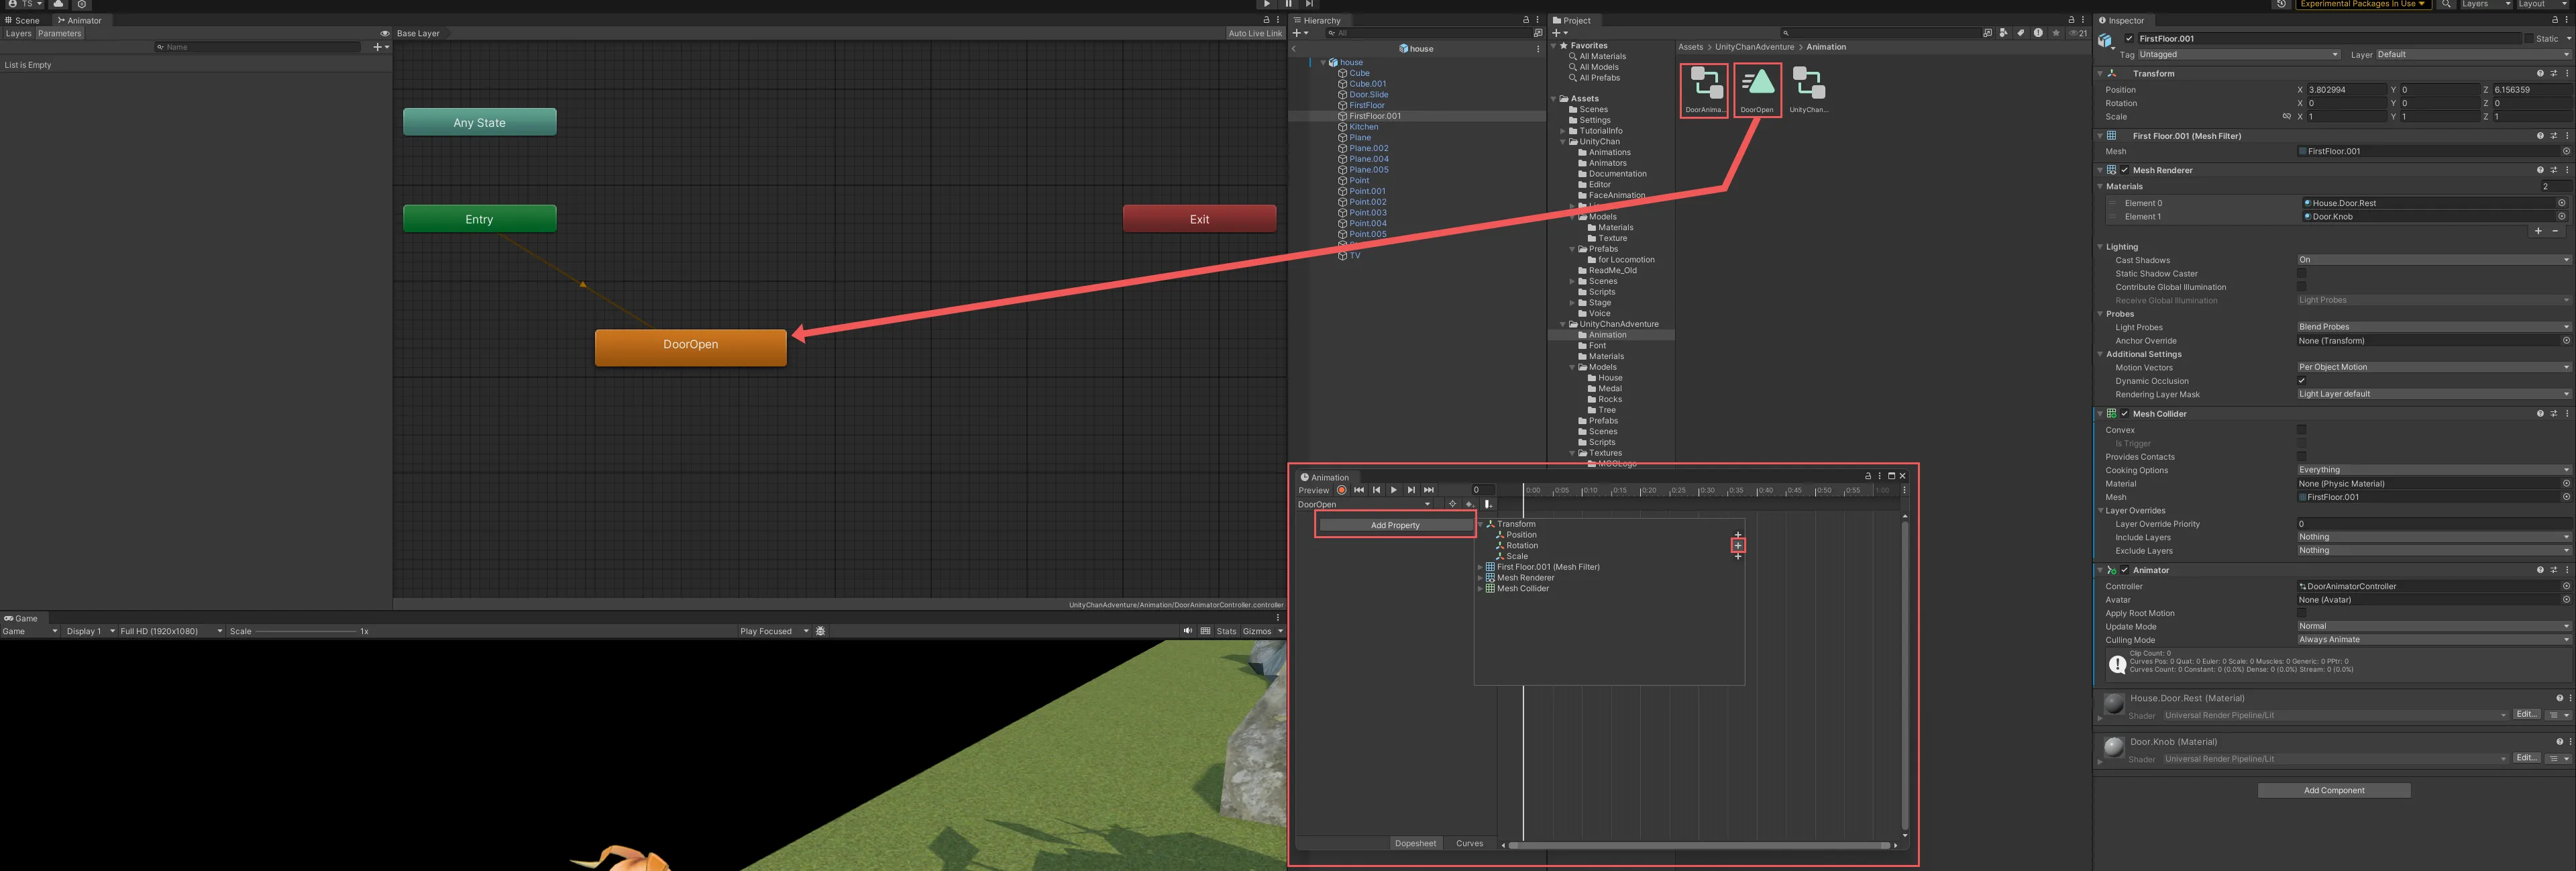 TS
Experimental Packages In Use
Layers
Layout
Scene
Animator
Layers
Parameters
Base Layer
Auto Live Link
Name
List is Empty
Any State
Entry
Exit
DoorOpen
UnityChanAdventure/Animation/DoorAnimatorController.controller
Game
Game
Display 1
Full HD (1920x1080)
Scale
1x
Play Focused
Stats
Gizmos
Hierarchy
All
house
house
Cube
Cube.001
Door.Slide
FirstFloor
FirstFloor.001
Kitchen
Plane
Plane.002
Plane.004
Plane.005
Point
Point.001
Point.002
Point.003
Point.004
Point.005
TV
Project
21
Favorites
All Materials
All Models
All Prefabs
Assets
Scenes
Settings
TutorialInfo
UnityChan
Animations
Animators
Documentation
Editor
FaceAnimation
Models
Materials
Texture
Prefabs
for Locomotion
ReadMe_Old
Scenes
Scripts
Stage
Voice
UnityChanAdventure
Animation
Font
Materials
Models
House
Medal
Rocks
Tree
Prefabs
Scenes
Scripts
Textures
Assets > UnityChanAdventure > Animation
DoorAnima...
DoorOpen
UnityChan...
Animation
Preview
0
0:00 0:05 0:10 0:15 0:20 0:25 0:30 0:35 0:40 0:45 0:50 0:55 1:00
DoorOpen
Add Property
Transform
Position
Rotation
Scale
First Floor.001 (Mesh Filter)
Mesh Renderer
Mesh Collider
Dopesheet
Curves
Inspector
FirstFloor.001
Static
Tag Untagged
Layer Default
Transform
Position X 3.802994 Y 0 Z 6.156359
Rotation X 0 Y 0 Z 0
Scale X 1 Y 1 Z 1
First Floor.001 (Mesh Filter)
Mesh FirstFloor.001
Mesh Renderer
Materials 2
Element 0 House.Door.Rest
Element 1 Door.Knob
Lighting
Cast Shadows On
Static Shadow Caster
Contribute Global Illumination
Receive Global Illumination Light Probes
Probes
Light Probes Blend Probes
Anchor Override None (Transform)
Additional Settings
Motion Vectors Per Object Motion
Dynamic Occlusion
Rendering Layer Mask Light Layer default
Mesh Collider
Convex
Is Trigger
Provides Contacts
Cooking Options Everything
Material None (Physic Material)
Mesh FirstFloor.001
Layer Overrides
Layer Override Priority 0
Include Layers Nothing
Exclude Layers Nothing
Animator
Controller DoorAnimatorController
Avatar None (Avatar)
Apply Root Motion
Update Mode Normal
Culling Mode Always Animate
Clip Count: 0
Curves Pos: 0 Quat: 0 Euler: 0 Scale: 0 Muscles: 0 Generic: 0 PPtr: 0
Curves Count: 0 Constant: 0 (0.0%) Dense: 0 (0.0%) Stream: 0 (0.0%)
House.Door.Rest (Material)
Shader Universal Render Pipeline/Lit Edit...
Door.Knob (Material)
Shader Universal Render Pipeline/Lit Edit...
Add Component